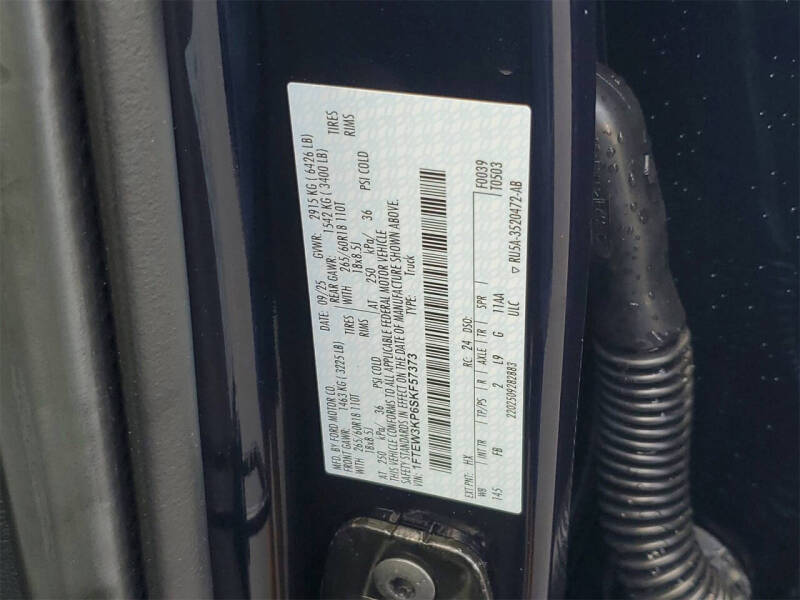 MFD. BY FORD MOTOR CO. DATE: 09/25 GVWR: 2915 KG ( 6426 LB)
FRONT GAWR: 1463 KG ( 3225 LB) REAR GAWR: 1542 KG ( 3400 LB)
WITH 265/60R18 110T TIRES WITH 265/60R18 110T TIRES
18x8.5J RIMS 18x8.5J RIMS
AT 250 kPa/ 36 PSI COLD AT 250 kPa/ 36 PSI COLD
THIS VEHICLE CONFORMS TO ALL APPLICABLE FEDERAL MOTOR VEHICLE
SAFETY STANDARDS IN EFFECT ON THE DATE OF MANUFACTURE SHOWN ABOVE.
VIN: 1FTEW3KP6SKF57373 TYPE: Truck
F0039
EXT PNT: HX RC: 24 DSO: T0503
WB INT TR TP/PS R AXLE TR SPR
145 FB 2 L9 G 11AA
ULC RU5A-3520472-AB
2202509282883